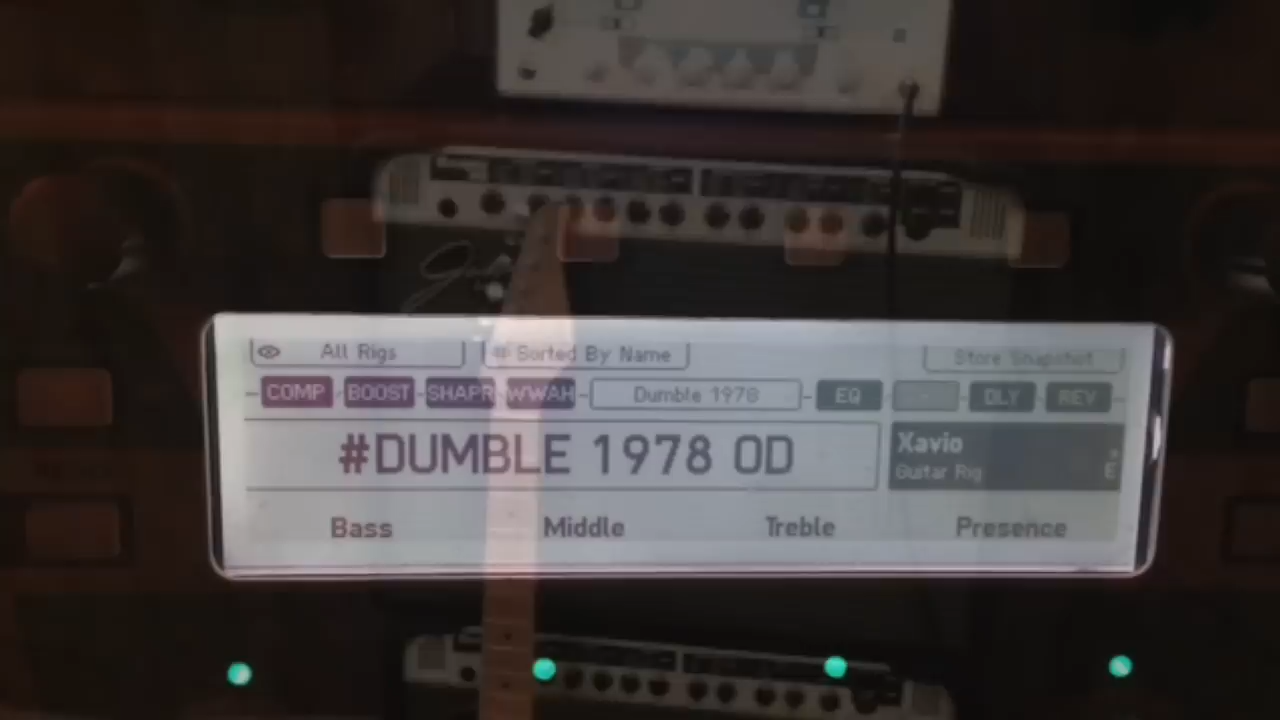 All Rigs Sorted By Name Store Snapshot
COMP BOOST SHAPR WWAH Dumble 1978 EQ DLY REV
#DUMBLE 1978 OD Xavio
Guitar Rig E
Bass Middle Treble Presence